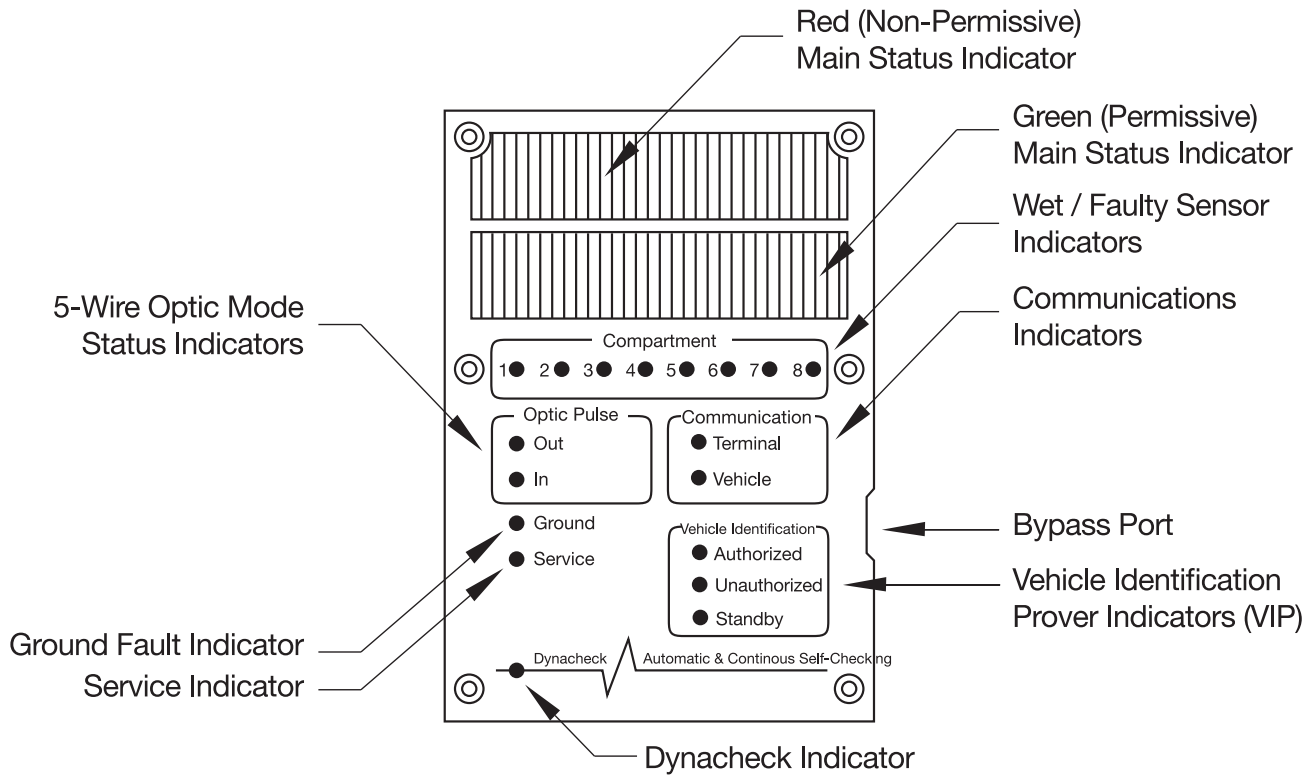 Red (Non-Permissive)
Main Status Indicator
Green (Permissive)
Main Status Indicator
Wet / Faulty Sensor
Indicators
Communications
Indicators
5-Wire Optic Mode
Status Indicators
Compartment
1 2 3 4 5 6 7 8
Optic Pulse
Out
In
Communication
Terminal
Vehicle
Ground
Service
Vehicle Identification
Authorized
Unauthorized
Standby
Bypass Port
Vehicle Identification
Prover Indicators (VIP)
Ground Fault Indicator
Service Indicator
Dynacheck Automatic & Continous Self-Checking
Dynacheck Indicator